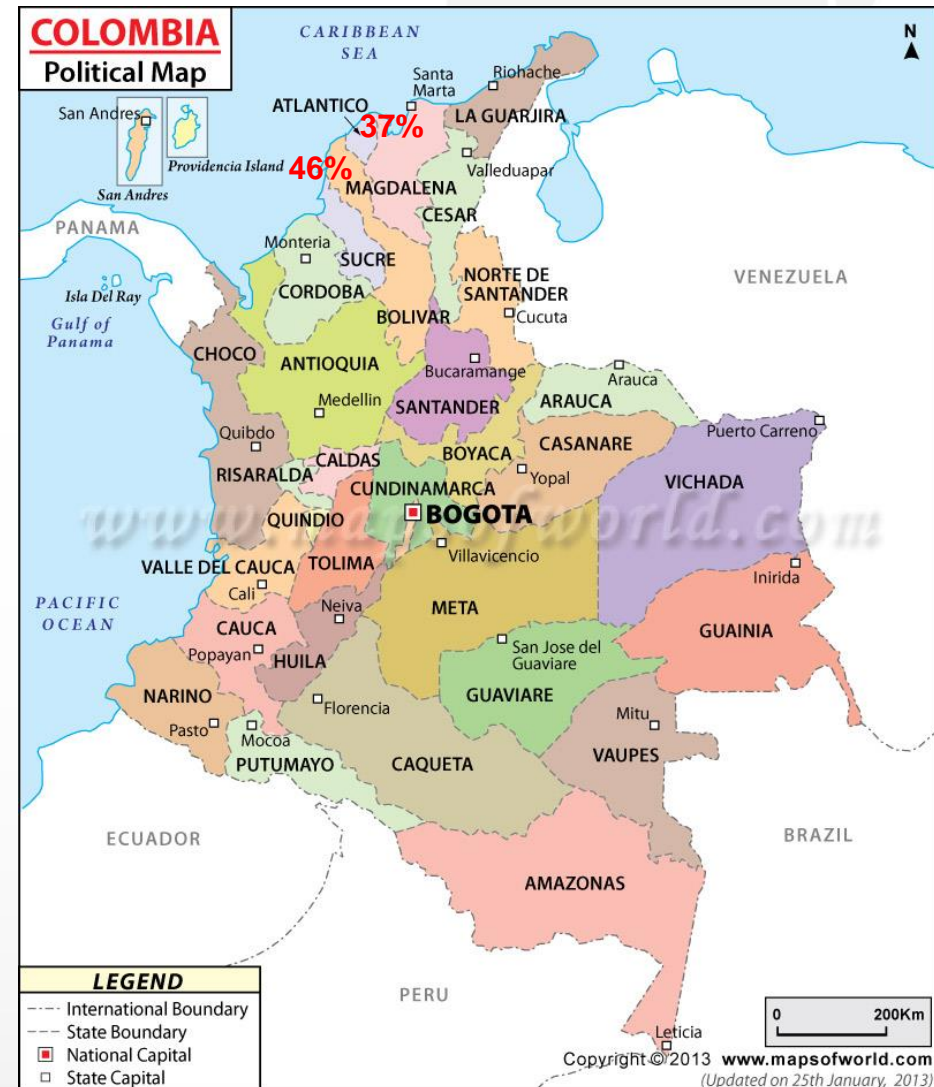 COLOMBIA
Political Map
CARIBBEAN
SEA
N
San Andres
Providencia Island
San Andres
ATLANTICO
Santa
Marta
Riohache
LA GUARJIRA
37%
46%
Valleduapar
MAGDALENA
CESAR
PANAMA
Monteria
SUCRE
CORDOBA
NORTE DE
SANTANDER
Cucuta
VENEZUELA
Isla Del Ray
Gulf of
Panama
BOLIVAR
CHOCO
ANTIOQUIA
Medellin
Bucaramange
SANTANDER
Arauca
ARAUCA
Quibdo
RISARALDA
CALDAS
BOYACA
CASANARE
Yopal
Puerto Carreno
VICHADA
CUNDINAMARCA
BOGOTA
www.mapsofworld.com
QUINDIO
Villavicencio
VALLE DEL CAUCA
TOLIMA
Cali
Inirida
PACIFIC
OCEAN
Neiva
META
GUAINIA
CAUCA
Popayan
HUILA
San Jose del
Guaviare
GUAVIARE
NARINO
Pasto
Florencia
Mocoa
PUTUMAYO
CAQUETA
Mitu
VAUPES
ECUADOR
BRAZIL
AMAZONAS
PERU
Leticia
LEGEND
International Boundary
State Boundary
National Capital
State Capital
0 200Km
Copyright © 2013 www.mapsofworld.com
(Updated on 25th January, 2013)